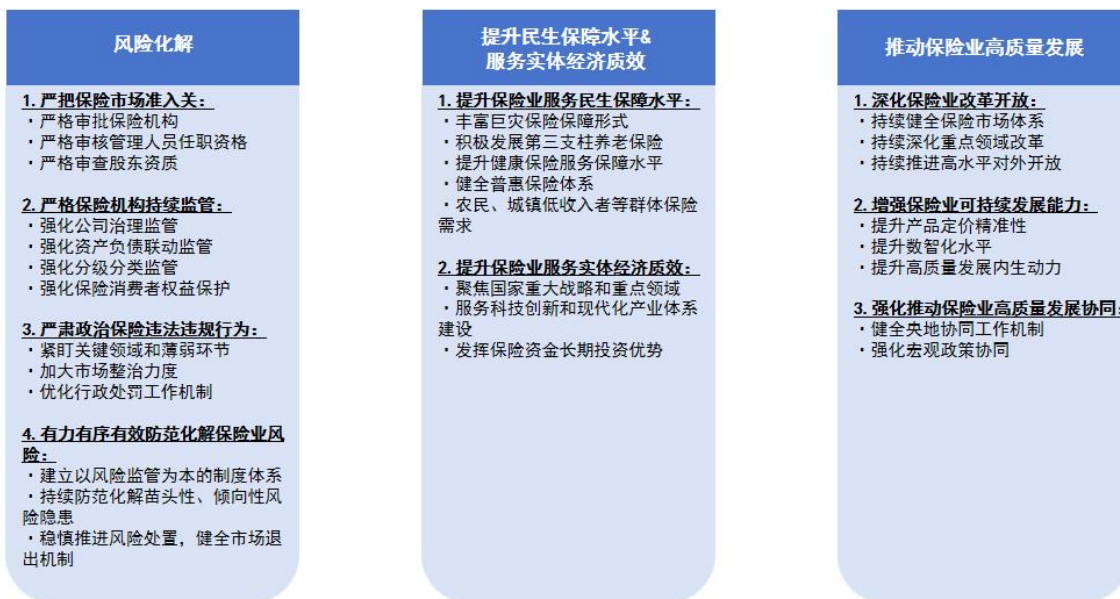 风险化解
1. 严把保险市场准入关：
· 严格审批保险机构
· 严格审核管理人员任职资格
· 严格审查股东资质
2. 严格保险机构持续监管：
· 强化公司治理监管
· 强化资产负债联动监管
· 强化分级分类监管
· 强化保险消费者权益保护
3. 严肃政治保险违法违规行为：
· 紧盯关键领域和薄弱环节
· 加大市场整治力度
· 优化行政处罚工作机制
4. 有力有序有效防范化解保险业风
险：
· 建立以风险监管为本的制度体系
· 持续防范化解苗头性、倾向性风
险隐患
· 稳慎推进风险处置，健全市场退
出机制
提升民生保障水平&
服务实体经济质效
1. 提升保险业服务民生保障水平：
· 丰富巨灾保险保障形式
· 积极发展第三支柱养老保险
· 提升健康保险服务保障水平
· 健全普惠保险体系
· 农民、城镇低收入者等群体保险
需求
2. 提升保险业服务实体经济质效：
· 聚焦国家重大战略和重点领域
· 服务科技创新和现代化产业体系
建设
· 发挥保险资金长期投资优势
推动保险业高质量发展
1. 深化保险业改革开放：
· 持续健全保险市场体系
· 持续深化重点领域改革
· 持续推进高水平对外开放
2. 增强保险业可持续发展能力：
· 提升产品定价精准性
· 提升数智化水平
· 提升高质量发展内生动力
3. 强化推动保险业高质量发展协同：
· 健全央地协同工作机制
· 强化宏观政策协同